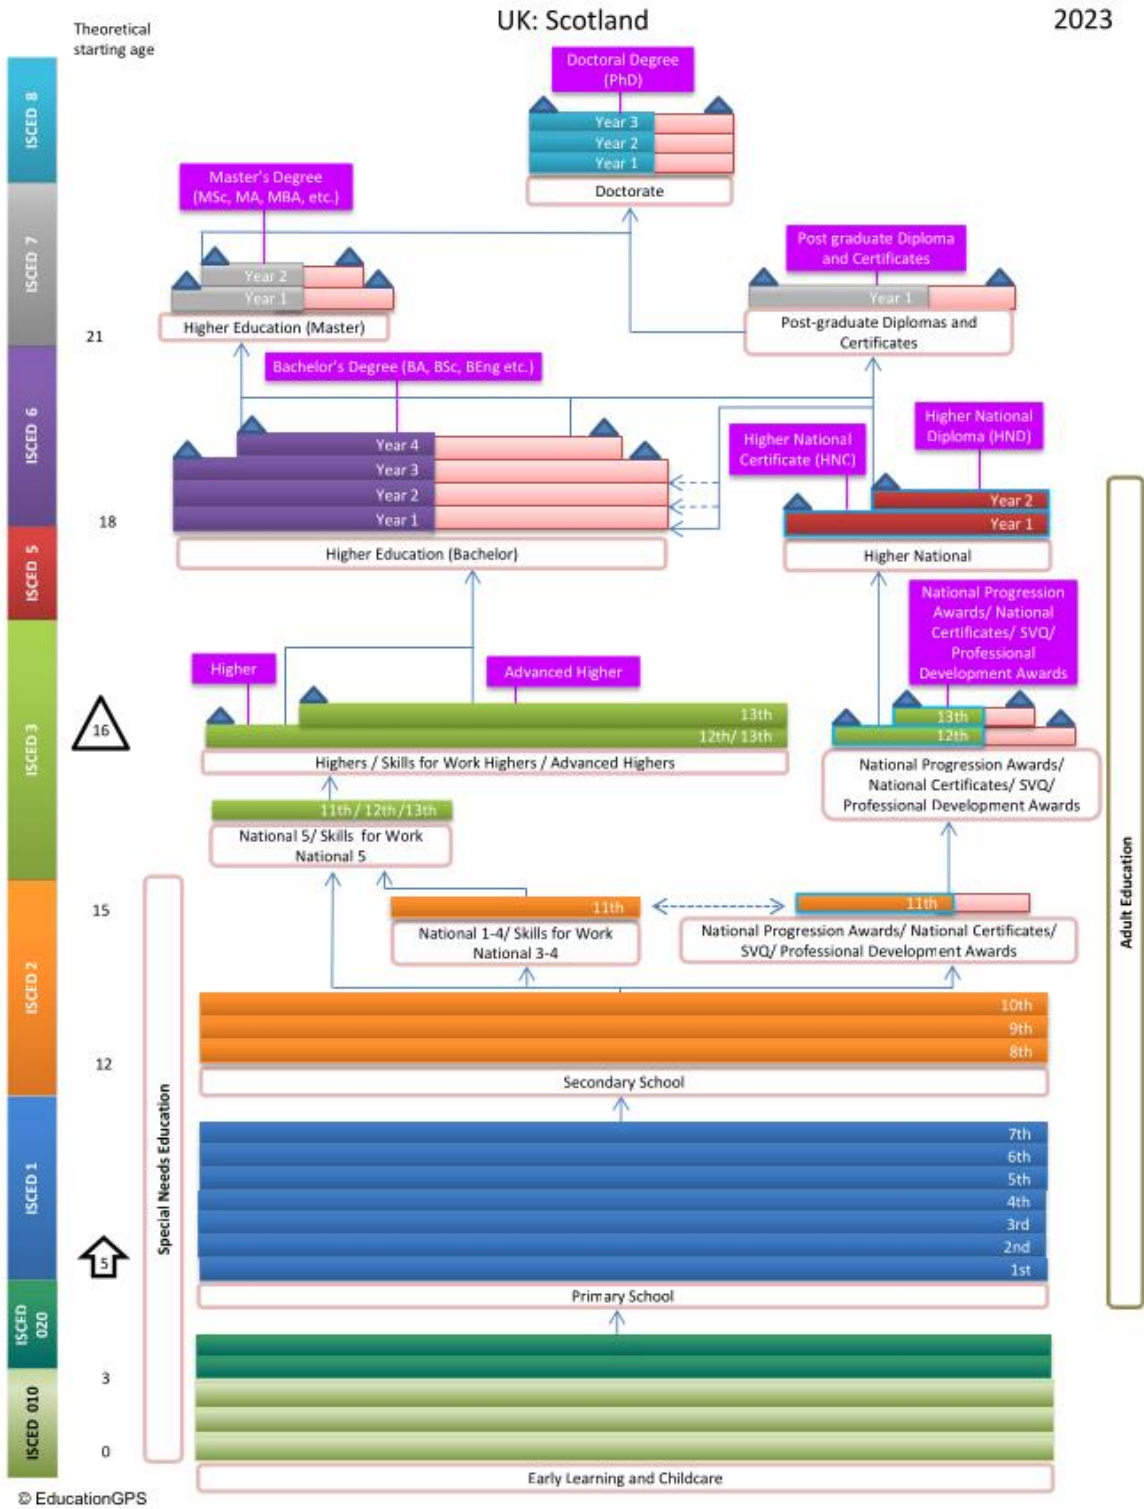 UK: Scotland
2023
Theoretical
starting age
ISCED 8
Doctoral Degree
(PhD)
Year 3
Year 2
Year 1
Doctorate
ISCED 7
Master's Degree
(MSc, MA, MBA, etc.)
Year 2
Year 1
Higher Education (Master)
Post graduate Diploma
and Certificates
Year 1
Post-graduate Diplomas and
Certificates
21
ISCED 6
Bachelor's Degree (BA, BSc, BEng etc.)
Year 4
Year 3
Year 2
Year 1
Higher Education (Bachelor)
Higher National
Certificate (HNC)
Higher National
Diploma (HND)
Year 2
Year 1
Higher National
18
ISCED 5
National Progression
Awards/ National
Certificates/ SVQ/
Professional
Development Awards
ISCED 3
Higher
Advanced Higher
16
13th
12th/ 13th
Highers / Skills for Work Highers / Advanced Highers
13th
12th
National Progression Awards/
National Certificates/ SVQ/
Professional Development Awards
11th / 12th /13th
National 5/ Skills for Work
National 5
ISCED 2
15
11th
National 1-4/ Skills for Work
National 3-4
11th
National Progression Awards/ National Certificates/
SVQ/ Professional Development Awards
Adult Education
10th
9th
8th
Secondary School
12
Special Needs Education
ISCED 1
7th
6th
5th
4th
3rd
2nd
1st
5
Primary School
ISCED
020
3
ISCED 010
0
Early Learning and Childcare
© EducationGPS